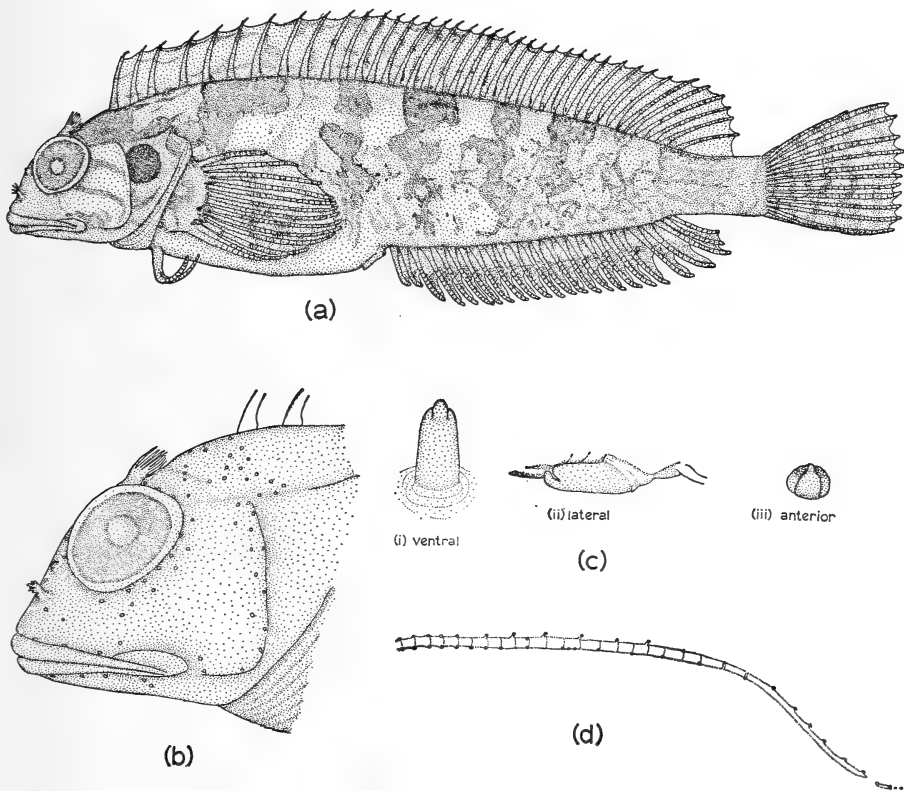 (a)
(i) ventral
(ii) lateral
(iii) anterior
(c)
(b)
(d)